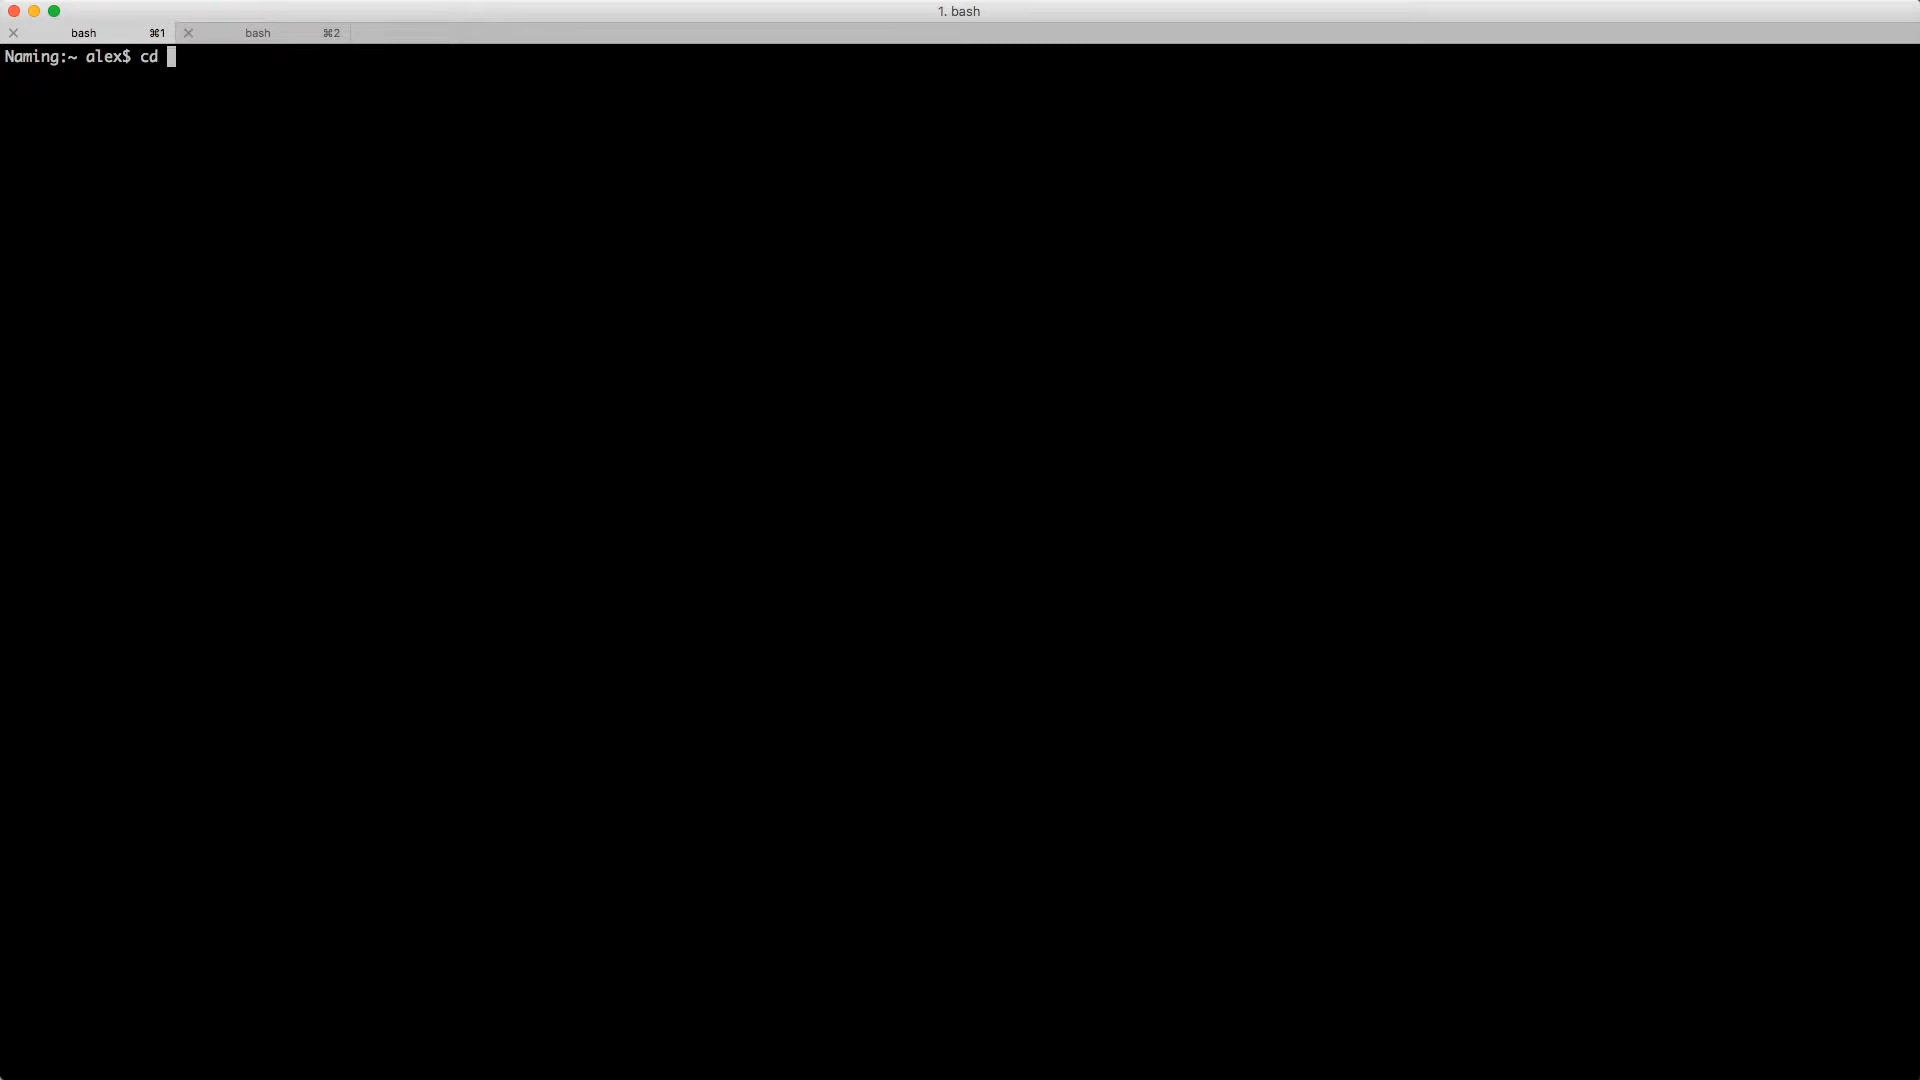 1. bash
bash ⌘1 bash ⌘2
Naming:~ alex$ cd